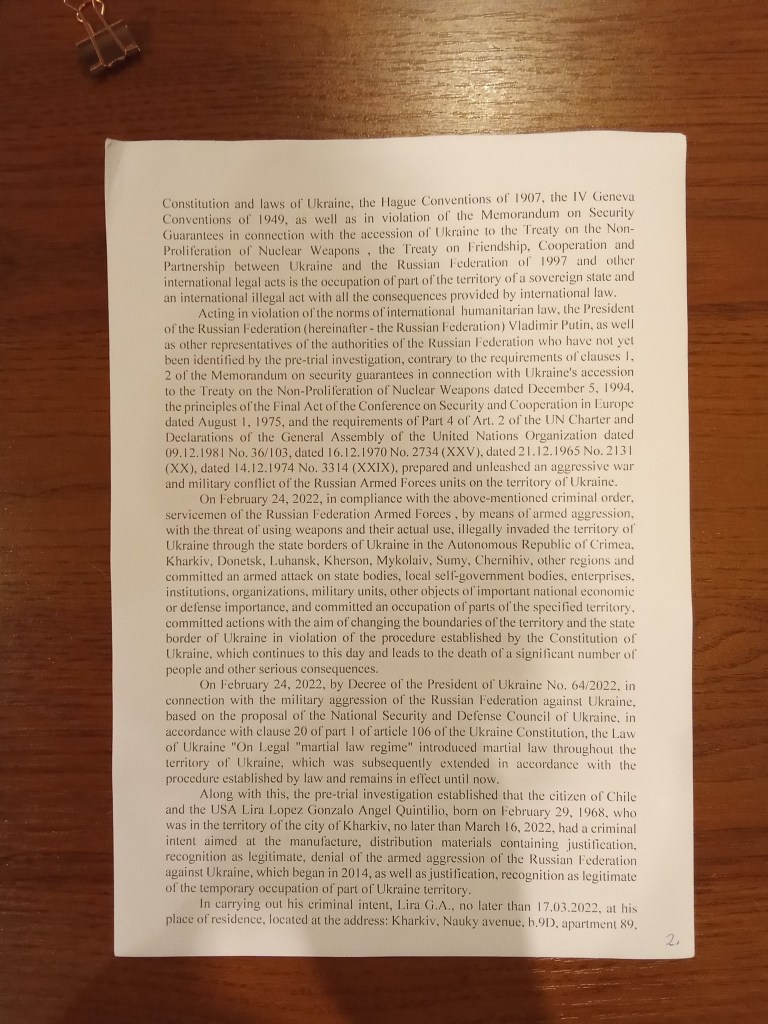 Constitution and laws of Ukraine, the Hague Conventions of 1907, the IV Geneva
Conventions of 1949, as well as in violation of the Memorandum on Security
Guarantees in connection with the accession of Ukraine to the Treaty on the Non-
Proliferation of Nuclear Weapons , the Treaty on Friendship, Cooperation and
Partnership between Ukraine and the Russian Federation of 1997 and other
international legal acts is the occupation of part of the territory of a sovereign state and
an international illegal act with all the consequences provided by international law.
Acting in violation of the norms of international humanitarian law, the President
of the Russian Federation (hereinafter - the Russian Federation) Vladimir Putin, as well
as other representatives of the authorities of the Russian Federation who have not yet
been identified by the pre-trial investigation, contrary to the requirements of clauses 1,
2 of the Memorandum on security guarantees in connection with Ukraine's accession
to the Treaty on the Non-Proliferation of Nuclear Weapons dated December 5, 1994,
the principles of the Final Act of the Conference on Security and Cooperation in Europe
dated August 1, 1975, and the requirements of Part 4 of Art. 2 of the UN Charter and
Declarations of the General Assembly of the United Nations Organization dated
09.12.1981 No. 36/103, dated 16.12.1970 No. 2734 (XXV), dated 21.12.1965 No. 2131
(XX), dated 14.12.1974 No. 3314 (XXIX), prepared and unleashed an aggressive war
and military conflict of the Russian Armed Forces units on the territory of Ukraine.
On February 24, 2022, in compliance with the above-mentioned criminal order,
servicemen of the Russian Federation Armed Forces , by means of armed aggression,
with the threat of using weapons and their actual use, illegally invaded the territory of
Ukraine through the state borders of Ukraine in the Autonomous Republic of Crimea,
Kharkiv, Donetsk, Luhansk, Kherson, Mykolaiv, Sumy, Chernihiv, other regions and
committed an armed attack on state bodies, local self-government bodies, enterprises,
institutions, organizations, military units, other objects of important national economic
or defense importance, and committed an occupation of parts of the specified territory,
committed actions with the aim of changing the boundaries of the territory and the state
border of Ukraine in violation of the procedure established by the Constitution of
Ukraine, which continues to this day and leads to the death of a significant number of
people and other serious consequences.
On February 24, 2022, by Decree of the President of Ukraine No. 64/2022, in
connection with the military aggression of the Russian Federation against Ukraine,
based on the proposal of the National Security and Defense Council of Ukraine, in
accordance with clause 20 of part 1 of article 106 of the Ukraine Constitution, the Law
of Ukraine "On Legal "martial law regime" introduced martial law throughout the
territory of Ukraine, which was subsequently extended in accordance with the
procedure established by law and remains in effect until now.
Along with this, the pre-trial investigation established that the citizen of Chile
and the USA Lira Lopez Gonzalo Angel Quintilio, born on February 29, 1968, who
was in the territory of the city of Kharkiv, no later than March 16, 2022, had a criminal
intent aimed at the manufacture, distribution materials containing justification,
recognition as legitimate, denial of the armed aggression of the Russian Federation
against Ukraine, which began in 2014, as well as justification, recognition as legitimate
of the temporary occupation of part of Ukraine territory.
In carrying out his criminal intent, Lira G.A., no later than 17.03.2022, at his
place of residence, located at the address: Kharkiv, Nauky avenue, b.9D, apartment 89,
2.